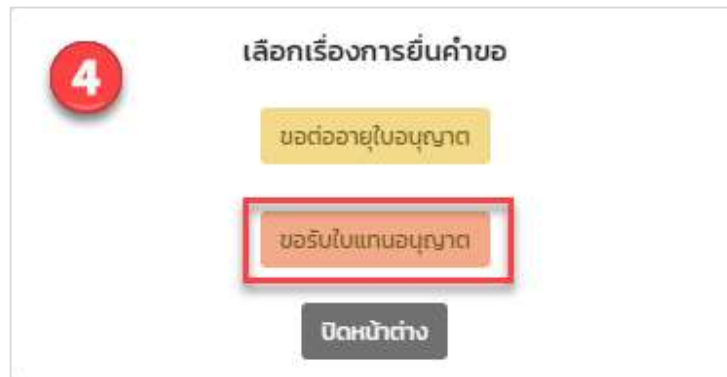 4
เลือกเรื่องการยื่นคำขอ
ขอต่ออายุใบอนุญาต
ขอรับใบแทนอนุญาต
ปิดหน้าต่าง